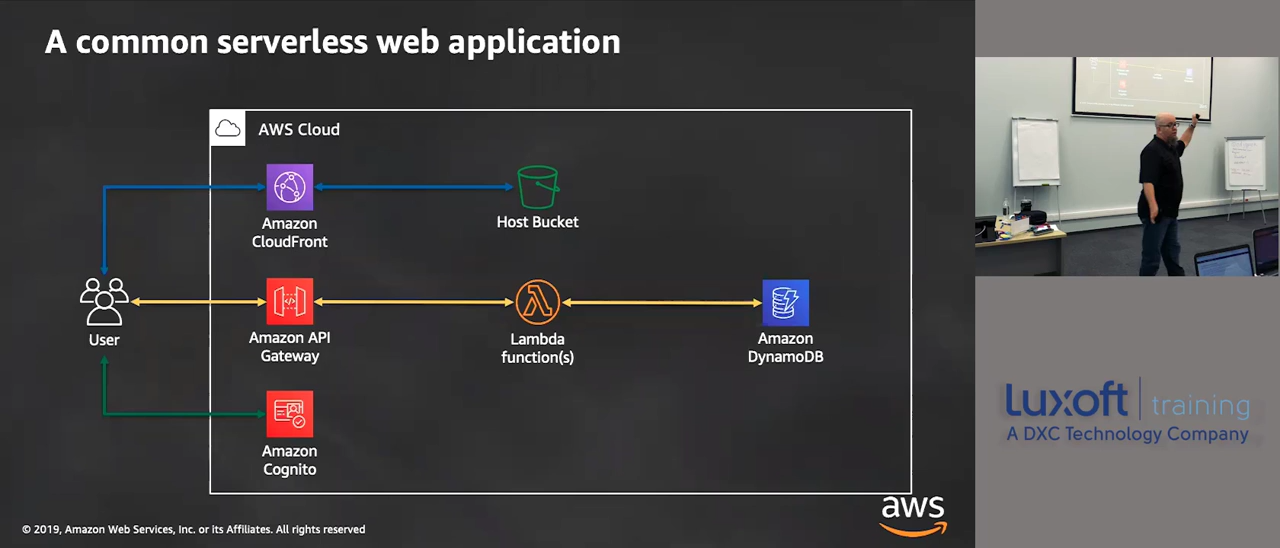 A common serverless web application
AWS Cloud
Amazon
CloudFront
Host Bucket
User
Amazon API
Gateway
Lambda
function(s)
Amazon
DynamoDB
Amazon
Cognito
aws
© 2019, Amazon Web Services, Inc. or its Affiliates. All rights reserved
Luxoft training
A DXC Technology Company